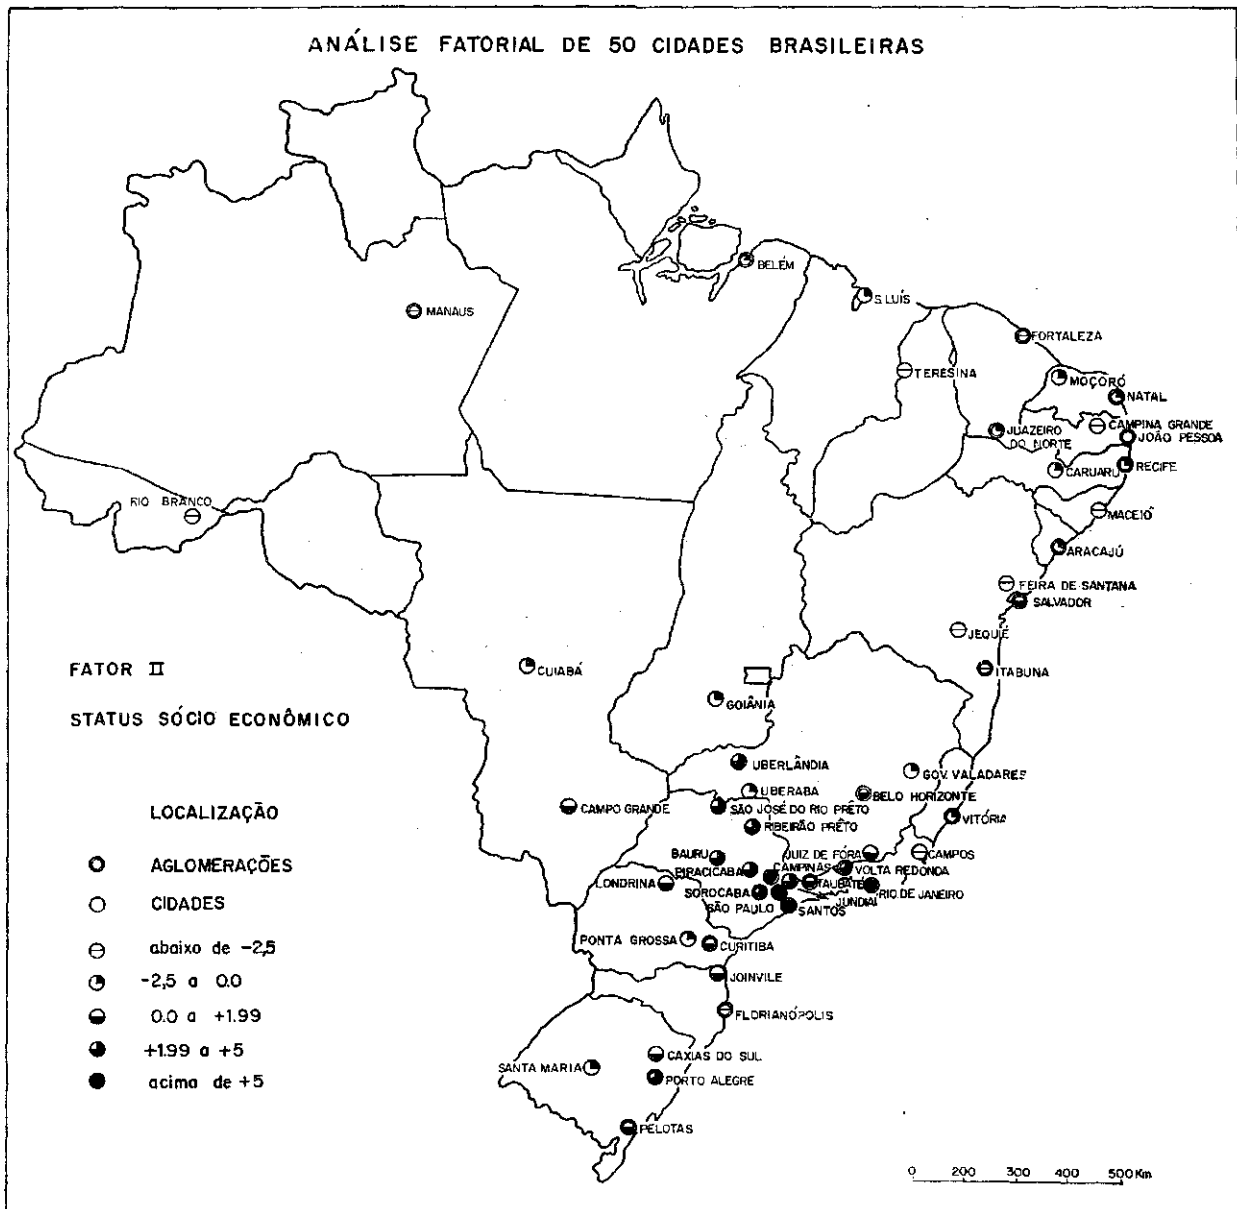 ANÁLISE FATORIAL DE 50 CIDADES BRASILEIRAS
BELÉM
S. LUÍS
MANAUS
FORTALEZA
TERESINA
MOÇORÓ
NATAL
CAMPINA GRANDE
JUAZEIRO
DO NORTE
JOÃO PESSOA
CARUARU
RECIFE
RIO BRANCO
MACEIÓ
ARACAJÚ
FEIRA DE SANTANA
SALVADOR
JEQUIÉ
ITABUNA
CUIABÁ
GOIÂNIA
FATOR II
STATUS SÓCIO ECONÔMICO
UBERLÂNDIA
GOV. VALADARES
UBERABA
BELO HORIZONTE
CAMPO GRANDE
SÃO JOSÉ DO RIO PRÊTO
VITÓRIA
RIBEIRÃO PRÊTO
BAURU
JUIZ DE FÓRA
CAMPOS
PIRACICABA
CAMPINAS
VOLTA REDONDA
LONDRINA
TAUBATÉ
SOROCABA
RIO DE JANEIRO
JUNDIAÍ
SÃO PAULO
SANTOS
PONTA GROSSA
CURITIBA
JOINVILE
FLORIANÓPOLIS
CAXIAS DO SUL
SANTA MARIA
PORTO ALEGRE
PELOTAS
LOCALIZAÇÃO
AGLOMERAÇÕES
CIDADES
abaixo de -2,5
-2,5 a 0.0
0.0 a +1.99
+1.99 a +5
acima de +5
0 200 300 400 500 Km